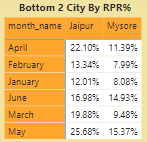 Bottom 2 City By RPR%
month_name Jaipur Mysore
April 22.10% 11.39%
February 13.34% 7.99%
January 12.01% 8.08%
June 16.98% 14.93%
March 19.88% 9.48%
May 25.68% 15.37%